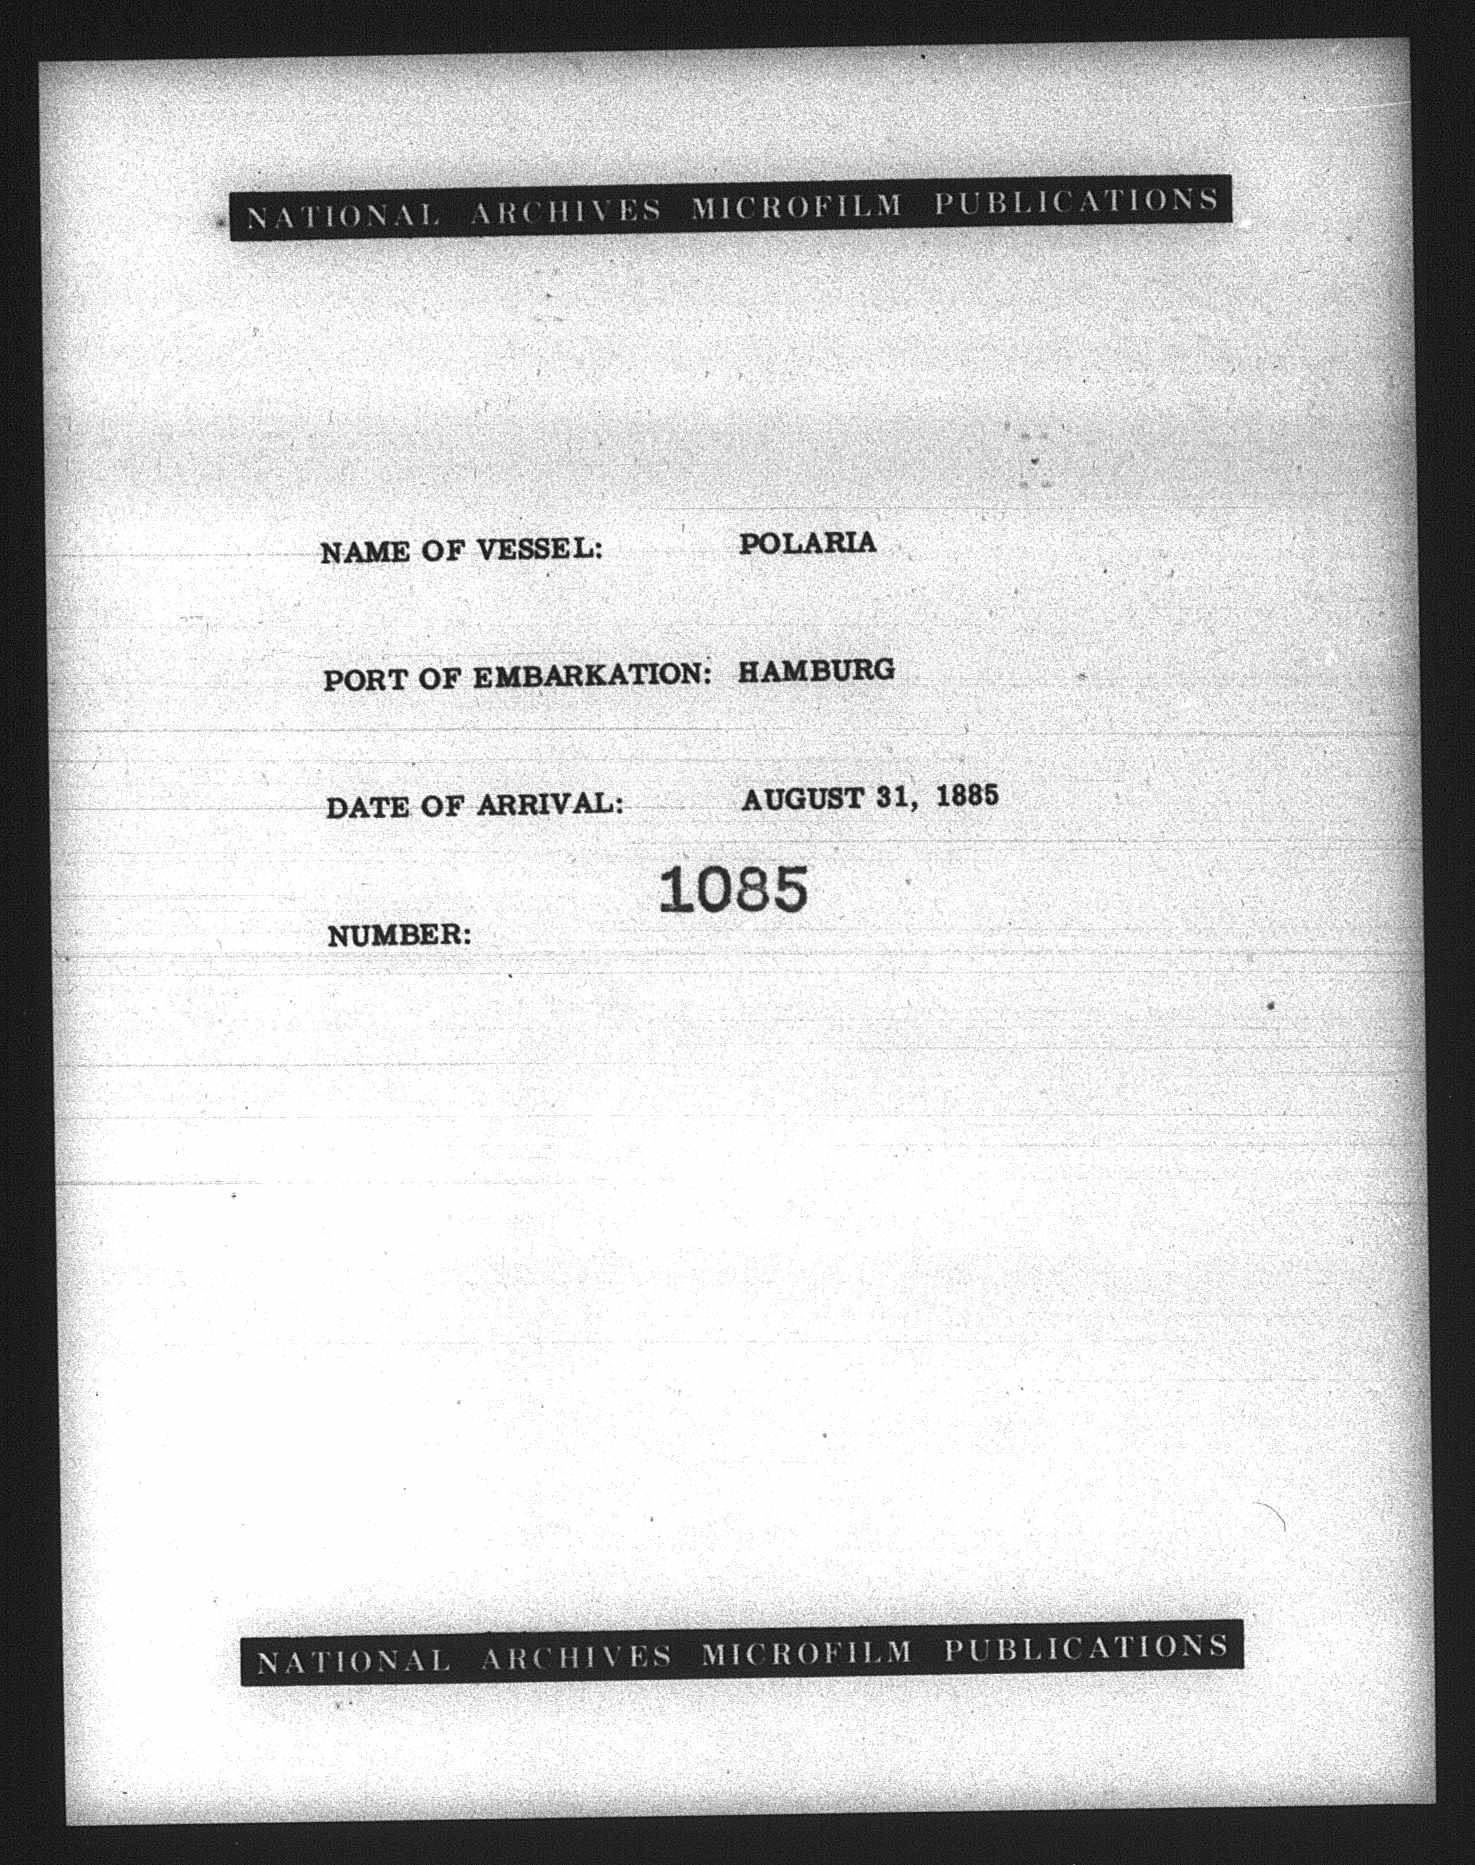 NATIONAL ARCHIVES MICROFILM PUBLICATIONS
NAME OF VESSEL: POLARIA
PORT OF EMBARKATION: HAMBURG
DATE OF ARRIVAL: AUGUST 31, 1885
1085
NUMBER:
NATIONAL ARCHIVES MICROFILM PUBLICATIONS